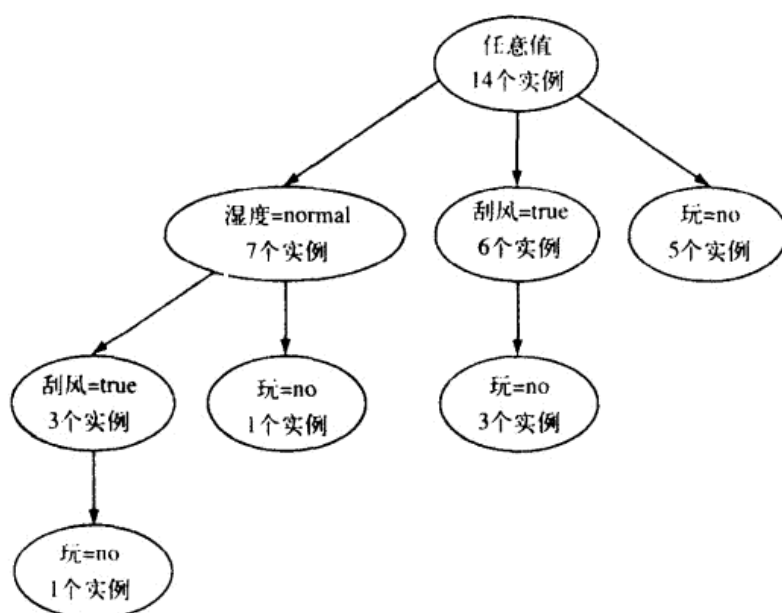 任意值
14个实例
湿度=normal
7个实例
刮风=true
6个实例
玩=no
5个实例
刮风=true
3个实例
玩=no
1个实例
玩=no
3个实例
玩=no
1个实例